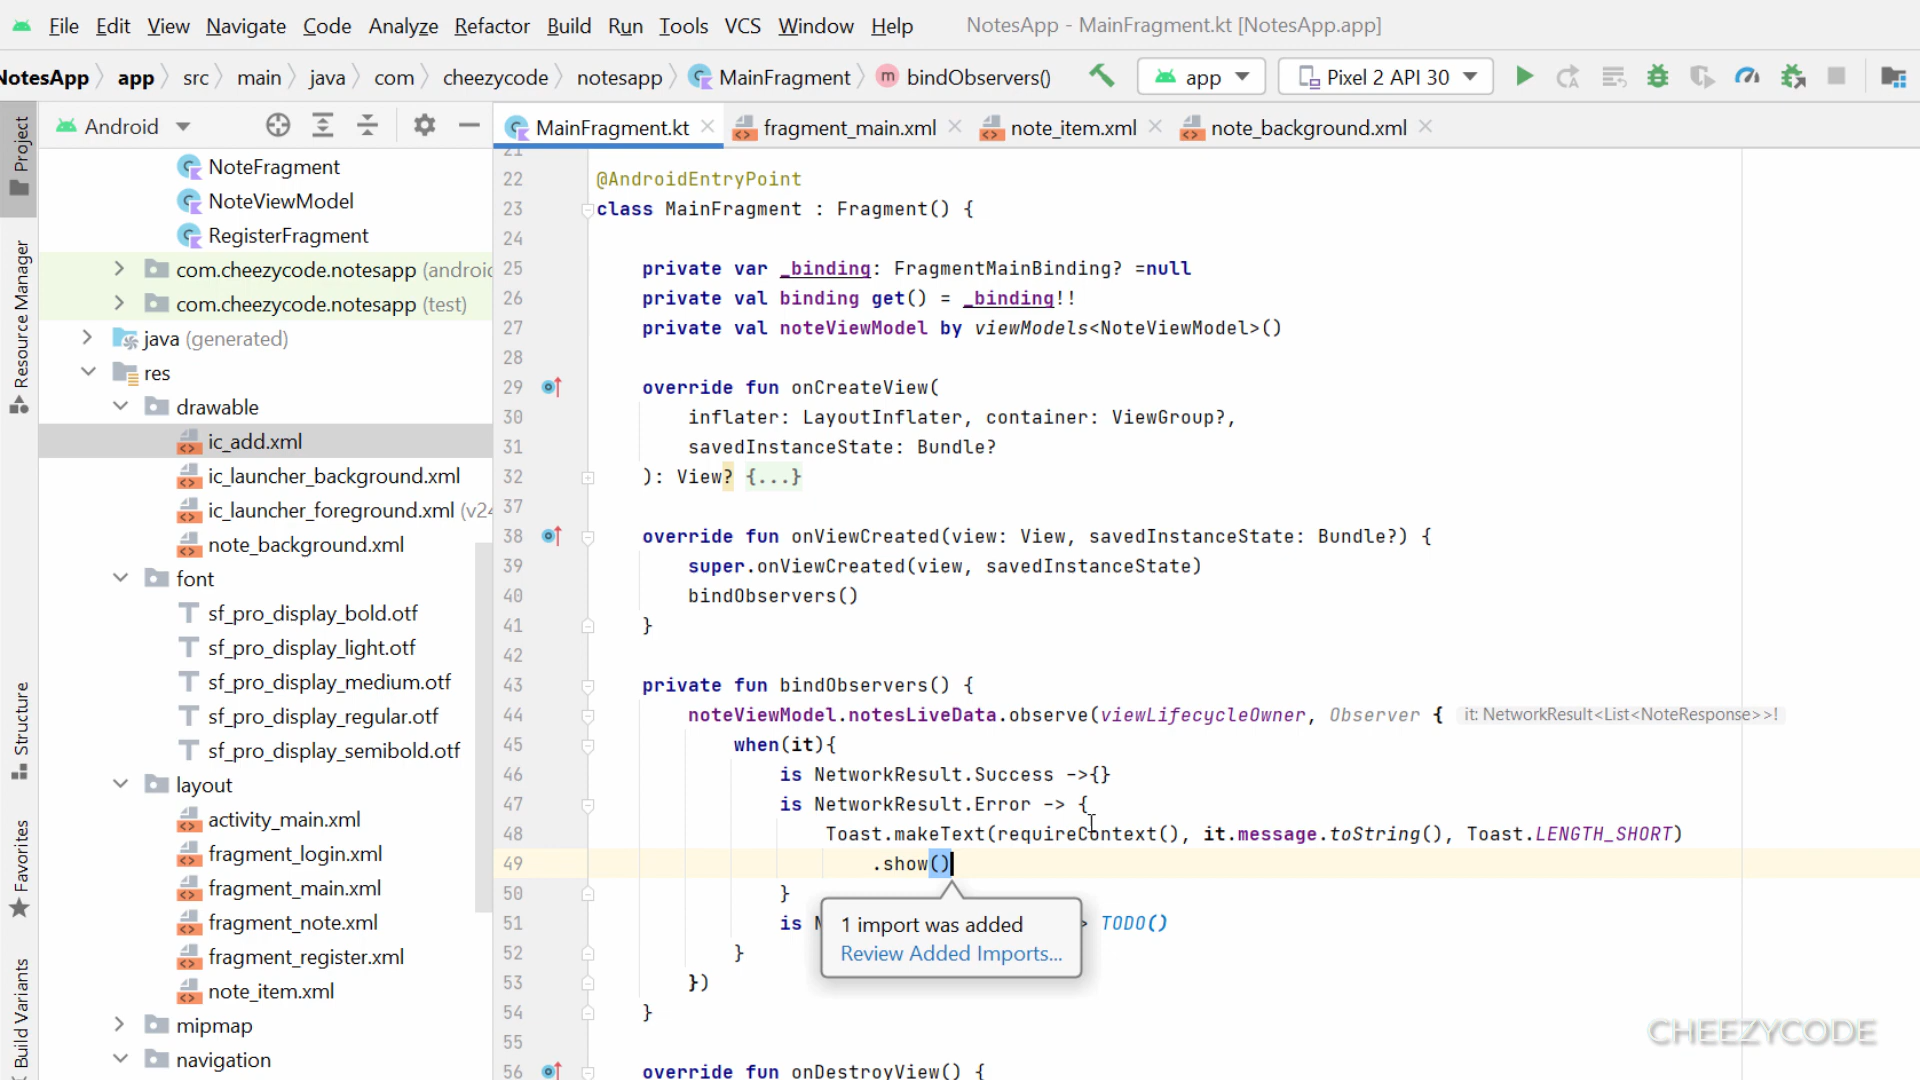 File Edit View Navigate Code Analyze Refactor Build Run Tools VCS Window Help NotesApp - MainFragment.kt [NotesApp.app]
NotesApp app src main java com cheezycode notesapp MainFragment bindObservers() app Pixel 2 API 30
Project
Resource Manager
Structure
Favorites
Build Variants
Android
NoteFragment
NoteViewModel
RegisterFragment
com.cheezycode.notesapp
com.cheezycode.notesapp (test)
java (generated)
res
drawable
ic_add.xml
ic_launcher_background.xml
ic_launcher_foreground.xml (v24
note_background.xml
font
sf_pro_display_bold.otf
sf_pro_display_light.otf
sf_pro_display_medium.otf
sf_pro_display_regular.otf
sf_pro_display_semibold.otf
layout
activity_main.xml
fragment_login.xml
fragment_main.xml
fragment_note.xml
fragment_register.xml
note_item.xml
mipmap
navigation
MainFragment.kt fragment_main.xml note_item.xml note_background.xml
21
22 @AndroidEntryPoint
23 class MainFragment : Fragment() {
24
25 private var _binding: FragmentMainBinding? =null
26 private val binding get() = _binding!!
27 private val noteViewModel by viewModels<NoteViewModel>()
28
29 override fun onCreateView(
30 inflater: LayoutInflater, container: ViewGroup?,
31 savedInstanceState: Bundle?
32 ): View? {...}
37
38 override fun onViewCreated(view: View, savedInstanceState: Bundle?) {
39 super.onViewCreated(view, savedInstanceState)
40 bindObservers()
41 }
42
43 private fun bindObservers() {
44 noteViewModel.notesLiveData.observe(viewLifecycleOwner, Observer { it: NetworkResult<List<NoteResponse>>!
45 when(it){
46 is NetworkResult.Success ->{}
47 is NetworkResult.Error -> {
48 Toast.makeText(requireContext(), it.message.toString(), Toast.LENGTH_SHORT)
49 .show()
50 }
51 is TODO()
52 }
53 })
54 }
55
56 override fun onDestroyView() {
1 import was added
Review Added Imports...
CHEEZYCODE